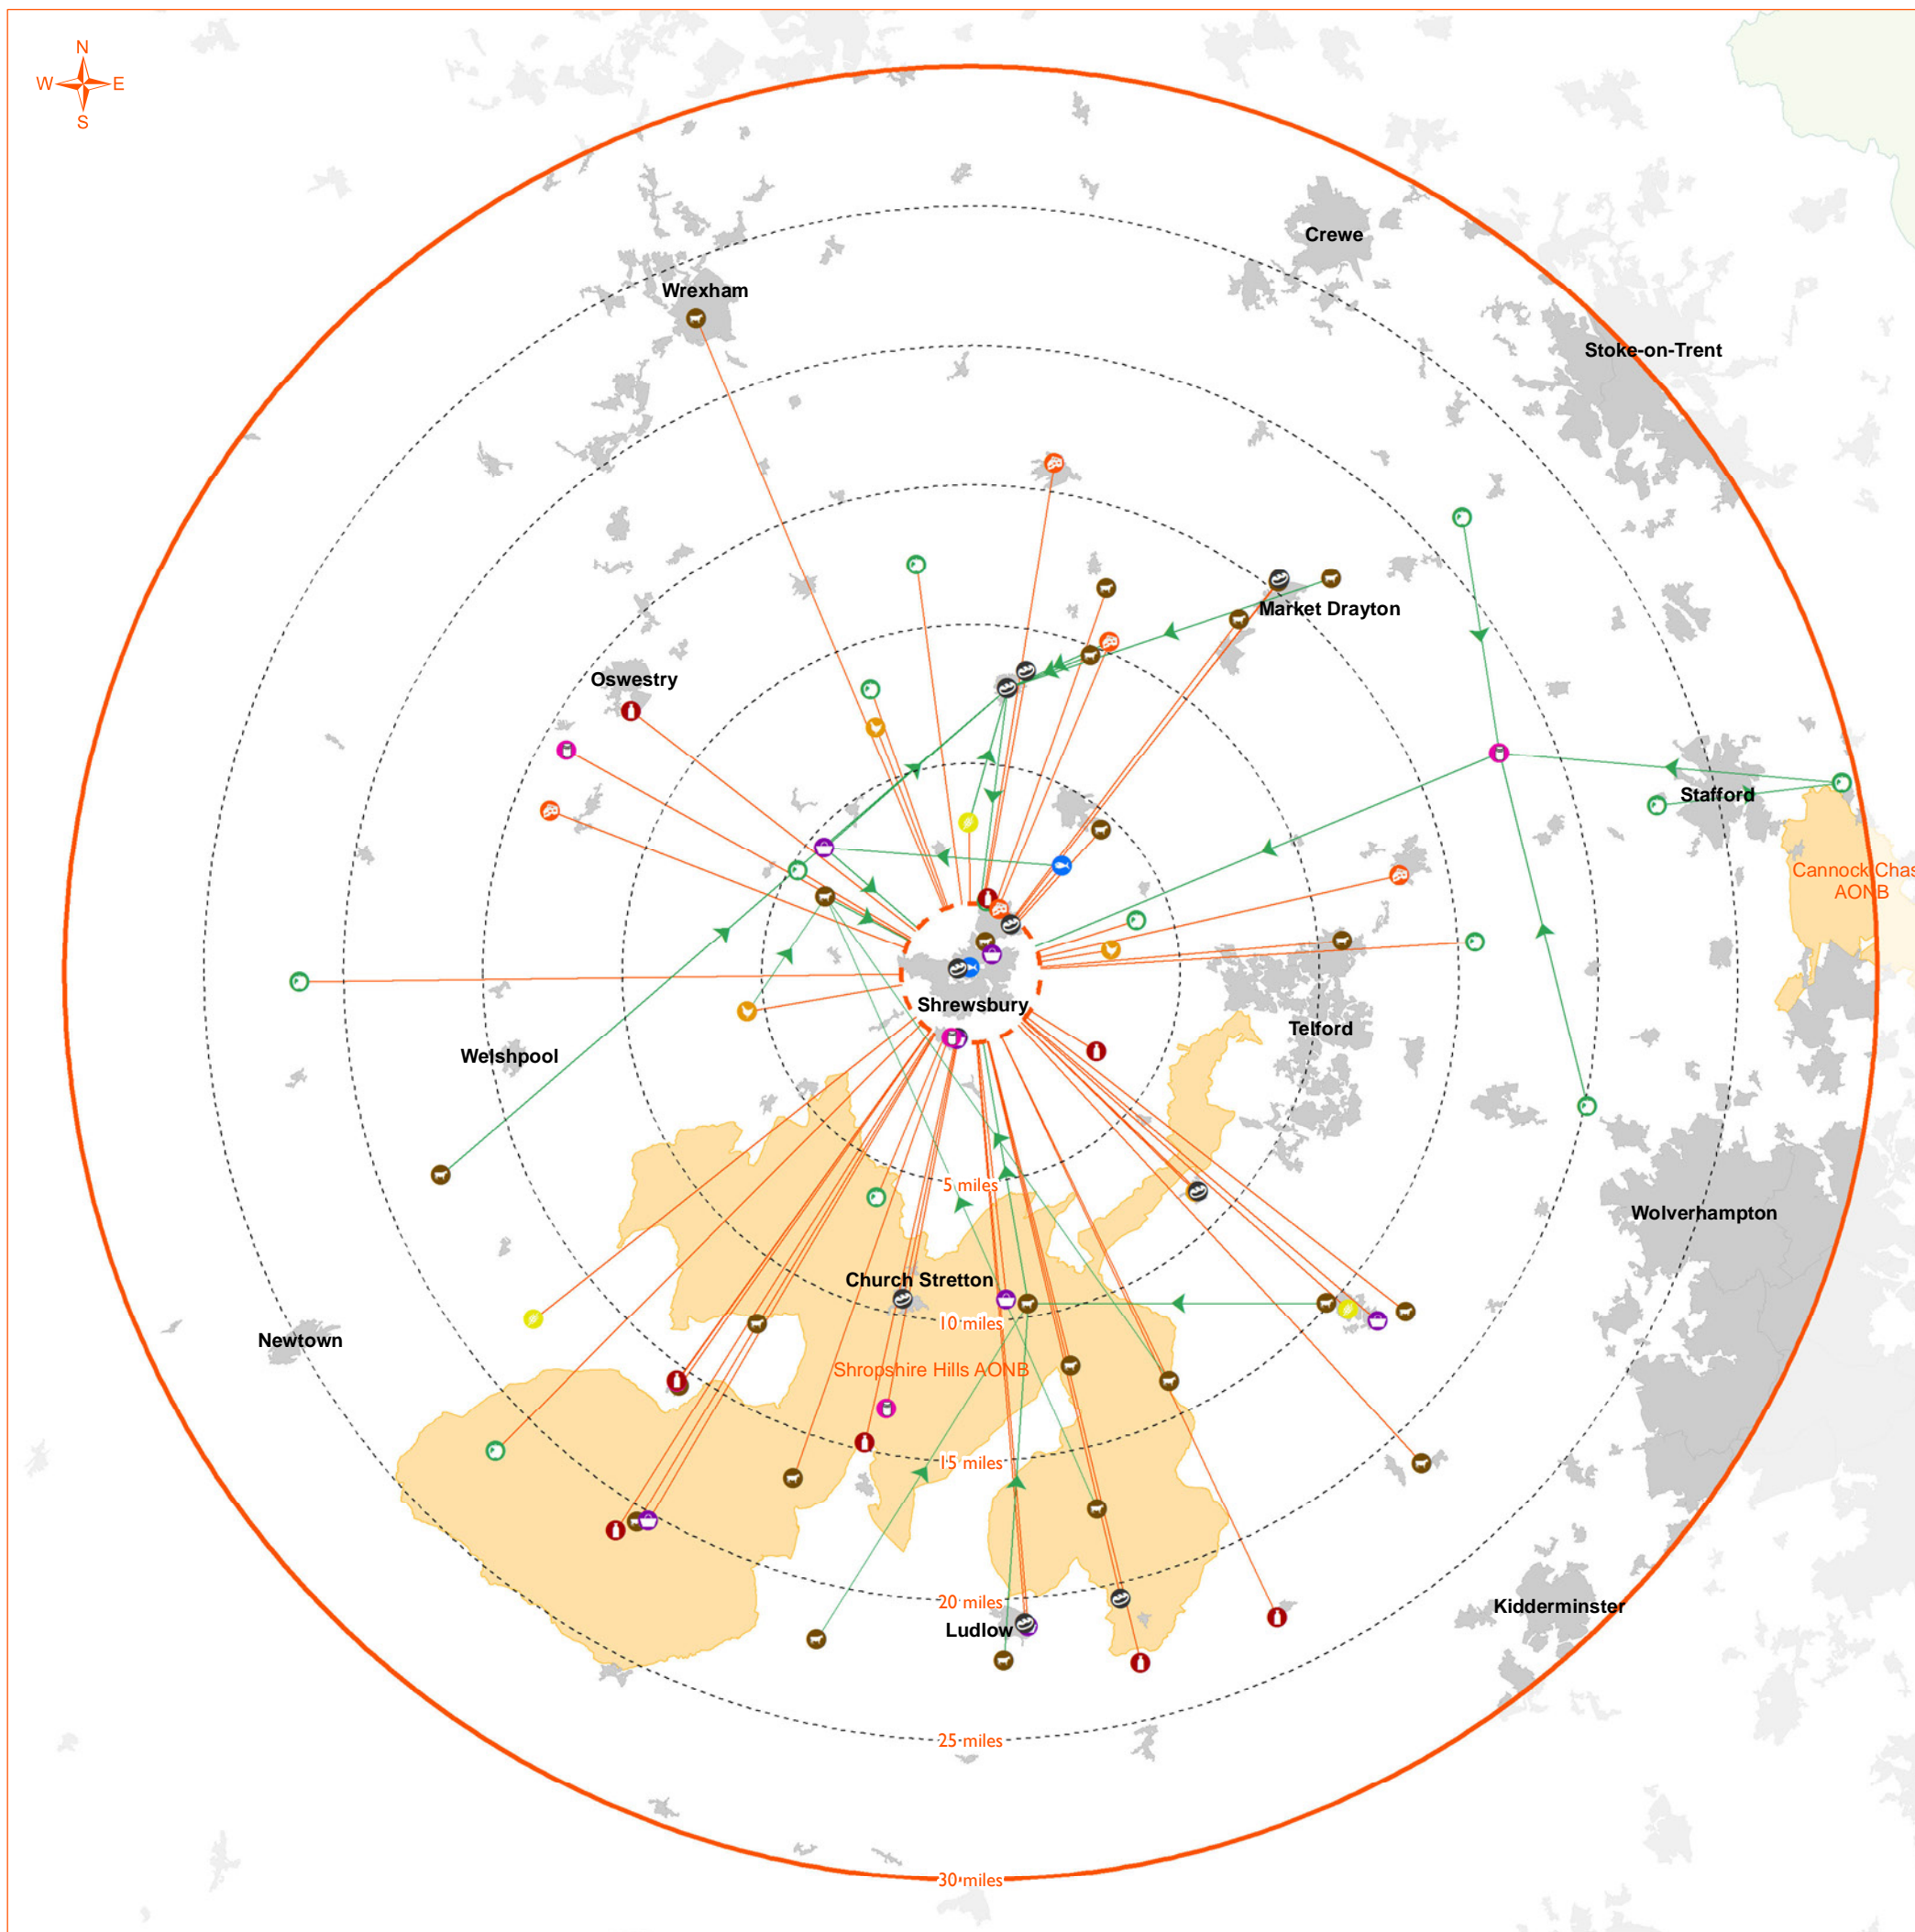 N
W E
S
Crewe
Wrexham
Stoke-on-Trent
Market Drayton
Oswestry
Stafford
Cannock Chas
AONB
Shrewsbury
Telford
Welshpool
5 miles
Wolverhampton
Church Stretton
10 miles
Newtown
Shropshire Hills AONB
15 miles
20 miles
Kidderminster
Ludlow
25 miles
30 miles